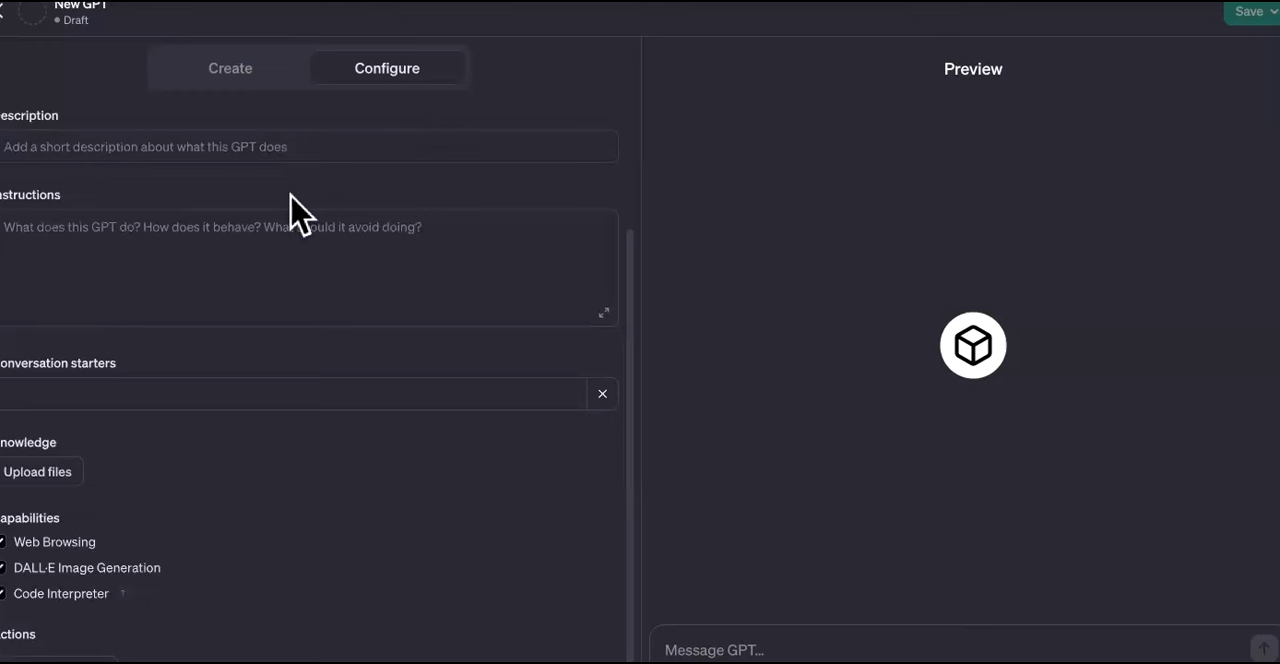 New GPT
Draft
Save
Create
Configure
Preview
escription
Add a short description about what this GPT does
nstructions
What does this GPT do? How does it behave? Wha ould it avoid doing?
onversation starters
nowledge
Upload files
apabilities
Web Browsing
DALL·E Image Generation
Code Interpreter ?
ctions
Message GPT...